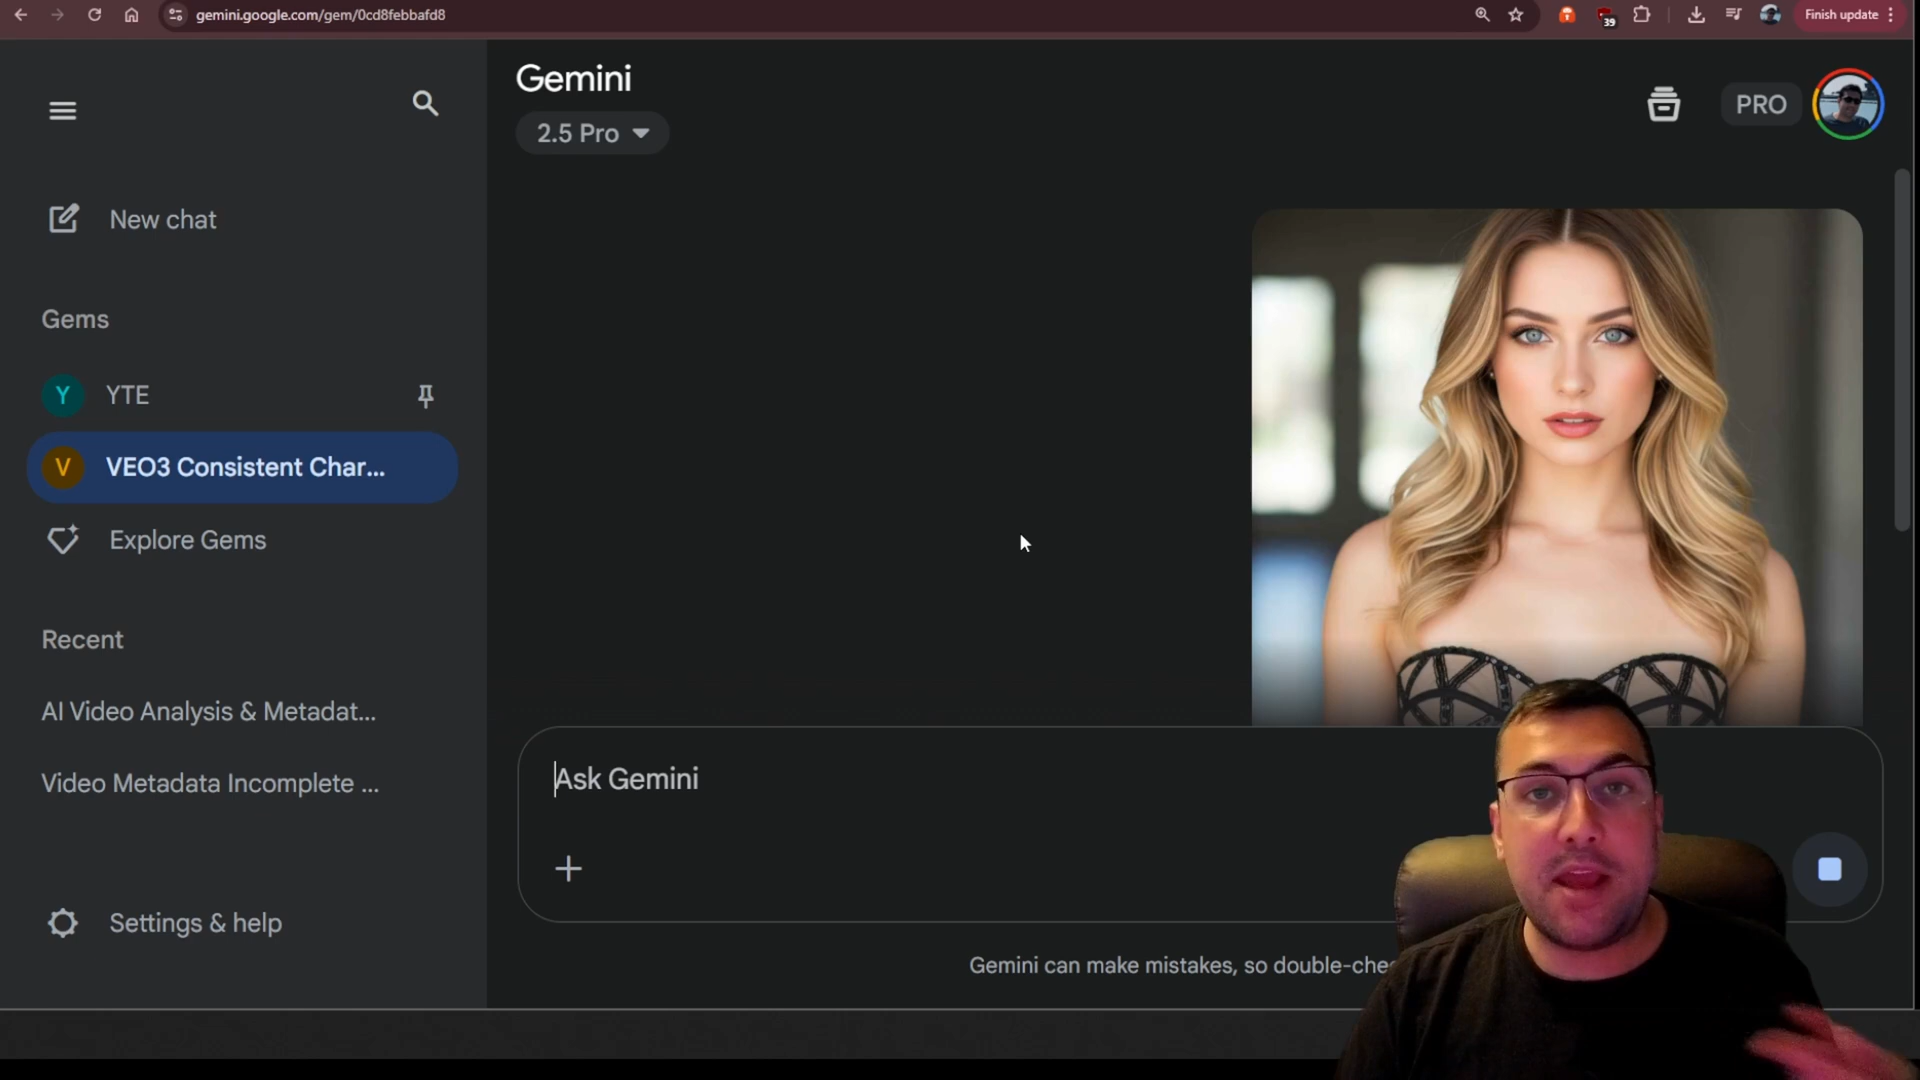 gemini.google.com/gem/0cd8febbafd8
39
Finish update
Gemini
2.5 Pro
PRO
New chat
Gems
Y
YTE
V
VEO3 Consistent Char...
Explore Gems
Recent
AI Video Analysis & Metadat...
Video Metadata Incomplete ...
Settings & help
Ask Gemini
Gemini can make mistakes, so double-che